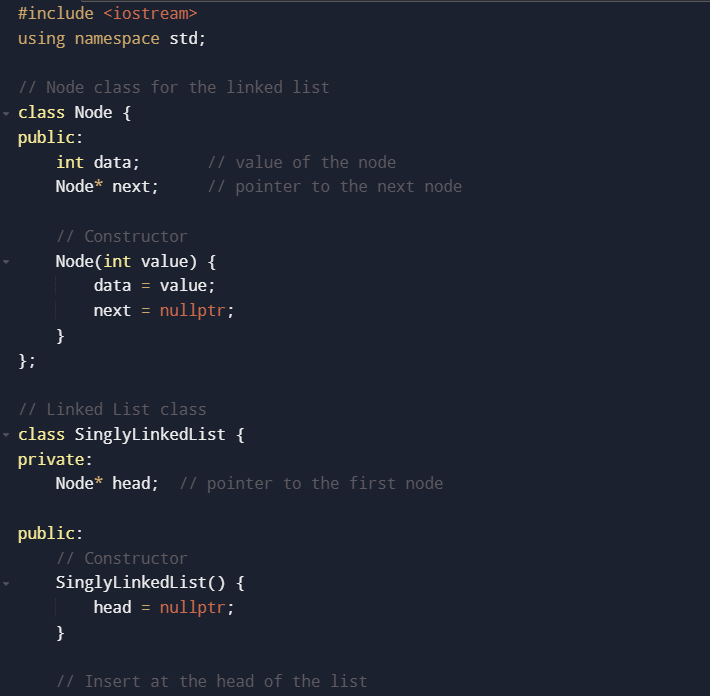 #include <iostream>
using namespace std;
// Node class for the linked list
class Node {
public:
    int data;       // value of the node
    Node* next;     // pointer to the next node
    // Constructor
    Node(int value) {
        data = value;
        next = nullptr;
    }
};
// Linked List class
class SinglyLinkedList {
private:
    Node* head;  // pointer to the first node
public:
    // Constructor
    SinglyLinkedList() {
        head = nullptr;
    }
    // Insert at the head of the list